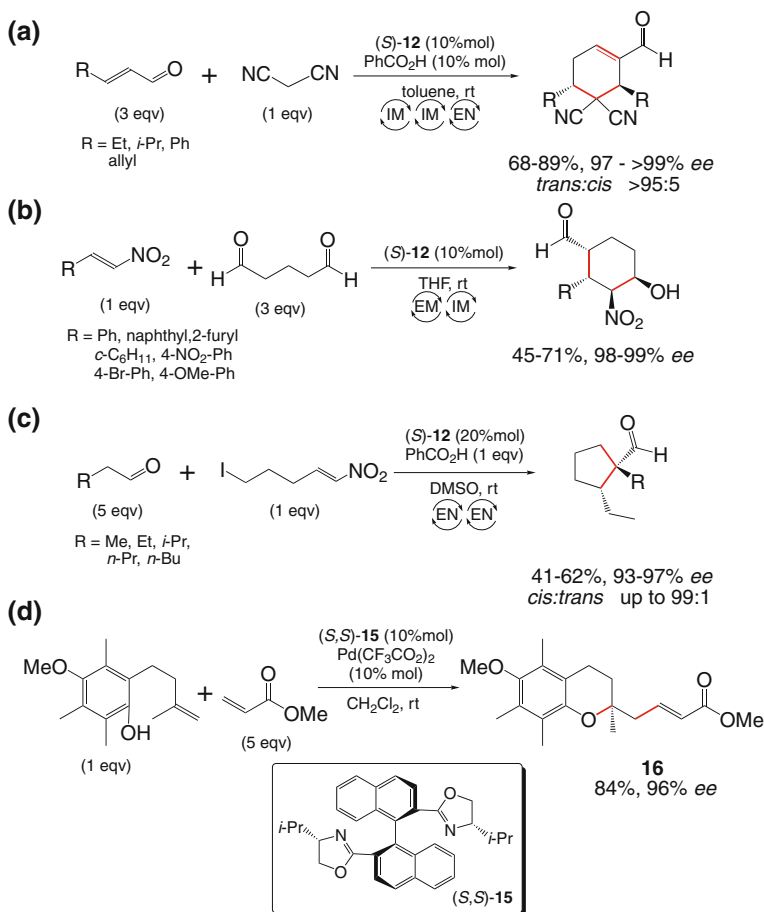 (a)
R
O
(3 eqv)
R = Et, i-Pr, Ph
allyl
+
NC CN
(1 eqv)
(S)-12 (10%mol)
PhCO2H (10% mol)
toluene, rt
IM IM EN
O
H
R R
NC CN
68-89%, 97 - >99% ee
trans:cis >95:5
(b)
R NO2
(1 eqv)
R = Ph, naphthyl,2-furyl
c-C6H11, 4-NO2-Ph
4-Br-Ph, 4-OMe-Ph
+
O O
H H
(3 eqv)
(S)-12 (10%mol)
THF, rt
EM IM
O
H
R OH
NO2
45-71%, 98-99% ee
(c)
R O
(5 eqv)
R = Me, Et, i-Pr,
n-Pr, n-Bu
+
I NO2
(1 eqv)
(S)-12 (20%mol)
PhCO2H (1 eqv)
DMSO, rt
EN EN
O
H
R
41-62%, 93-97% ee
cis:trans up to 99:1
(d)
MeO
OH
(1 eqv)
+
O
OMe
(5 eqv)
(S,S)-15 (10%mol)
Pd(CF3CO2)2
(10% mol)
CH2Cl2, rt
MeO
O
O
OMe
16
84%, 96% ee
O
N
i-Pr
i-Pr
N
O
(S,S)-15